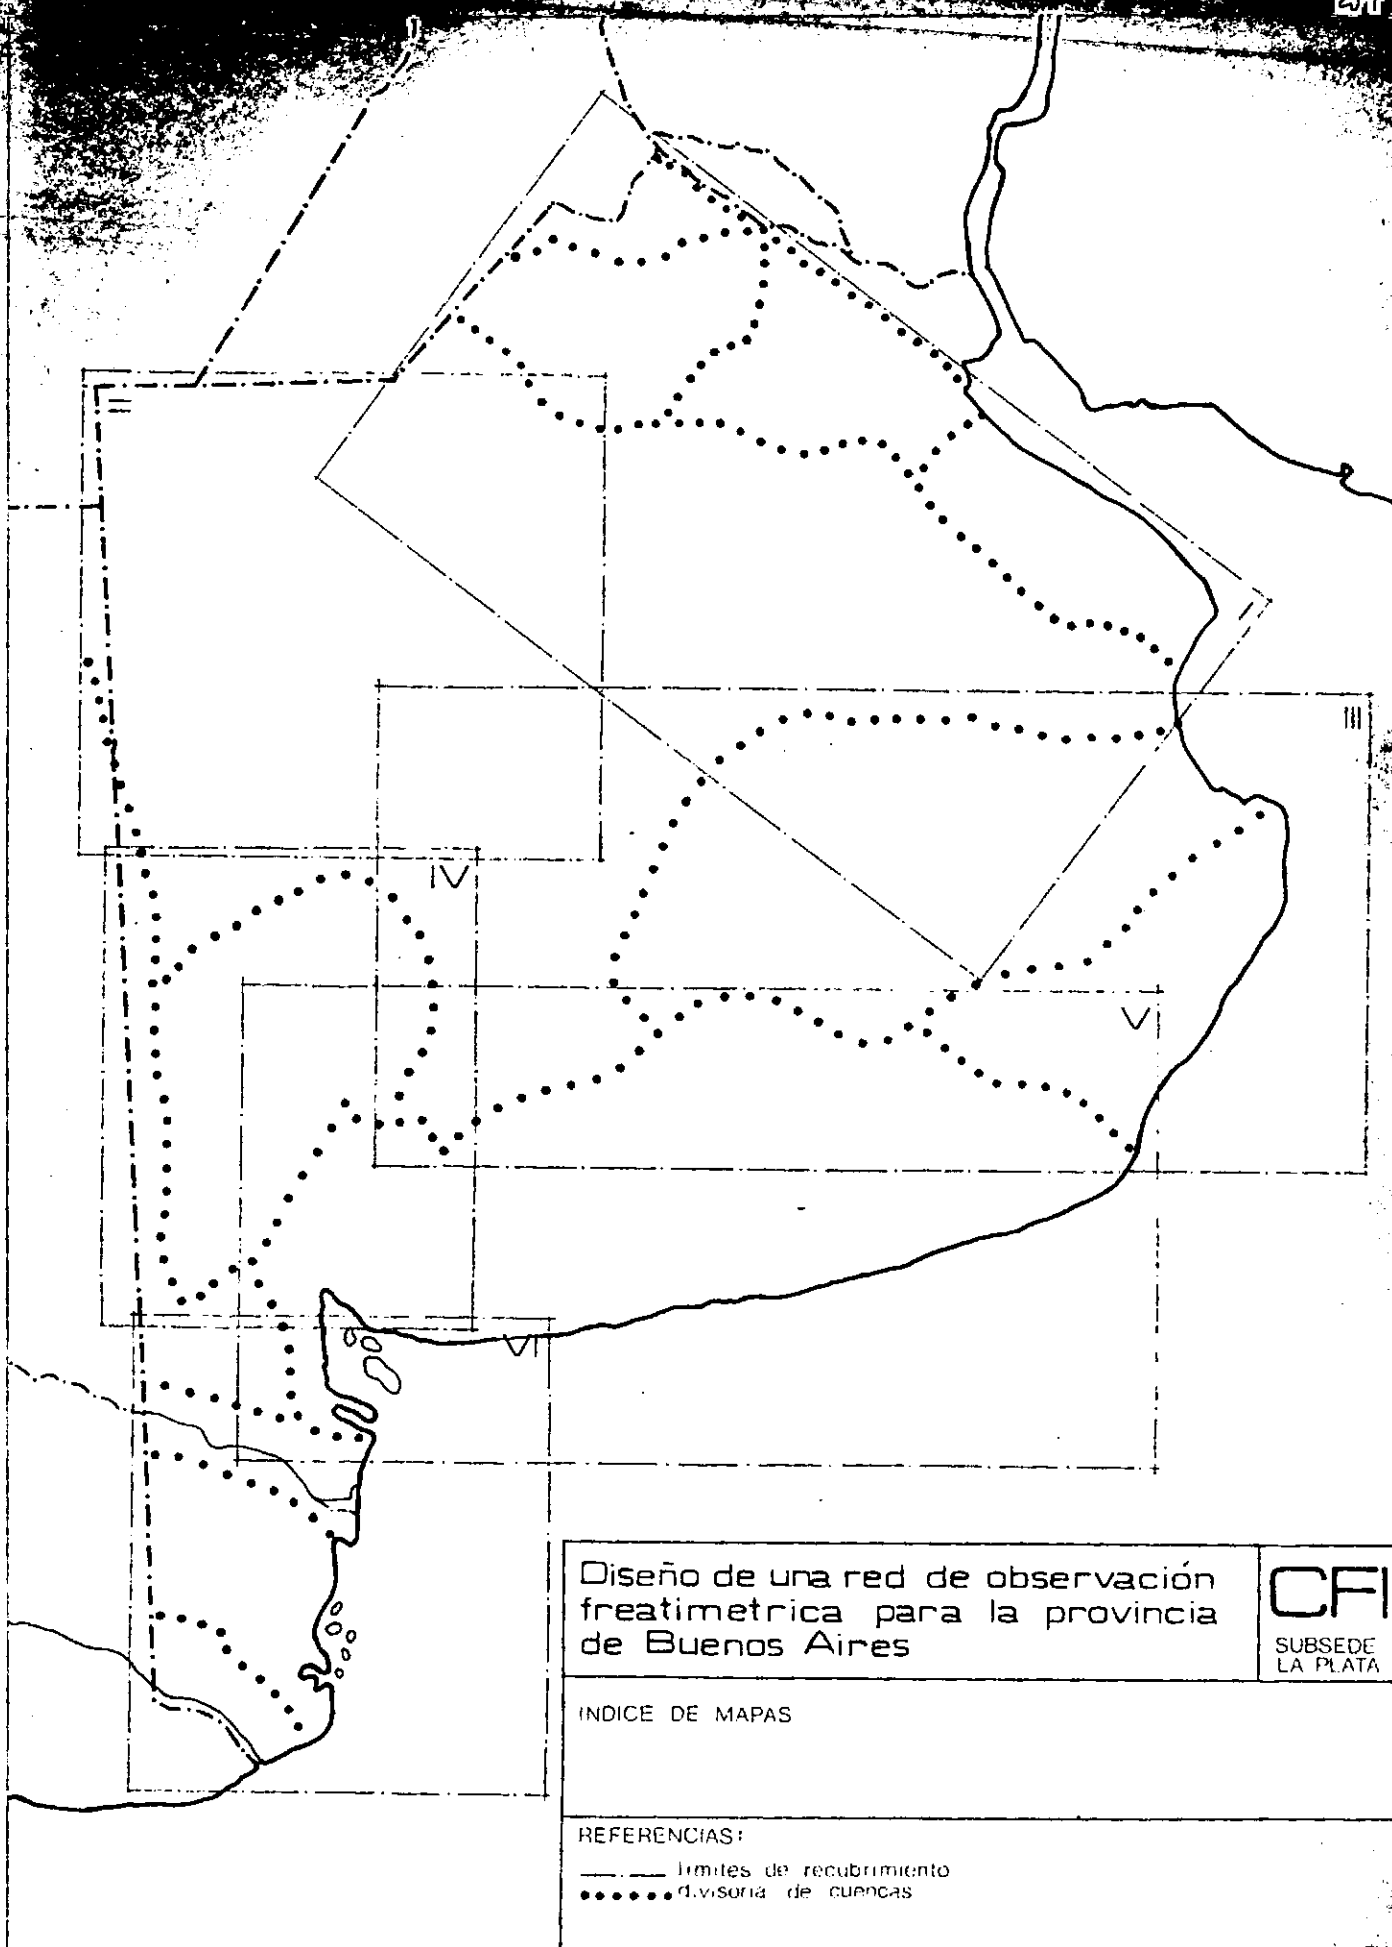 II
I
III
IV
V
VI
Diseño de una red de observación
freatimetrica para la provincia
de Buenos Aires
CFI
SUBSEDE
LA PLATA
INDICE DE MAPAS
REFERENCIAS:
limites de recubrimiento
divisoria de cuencas